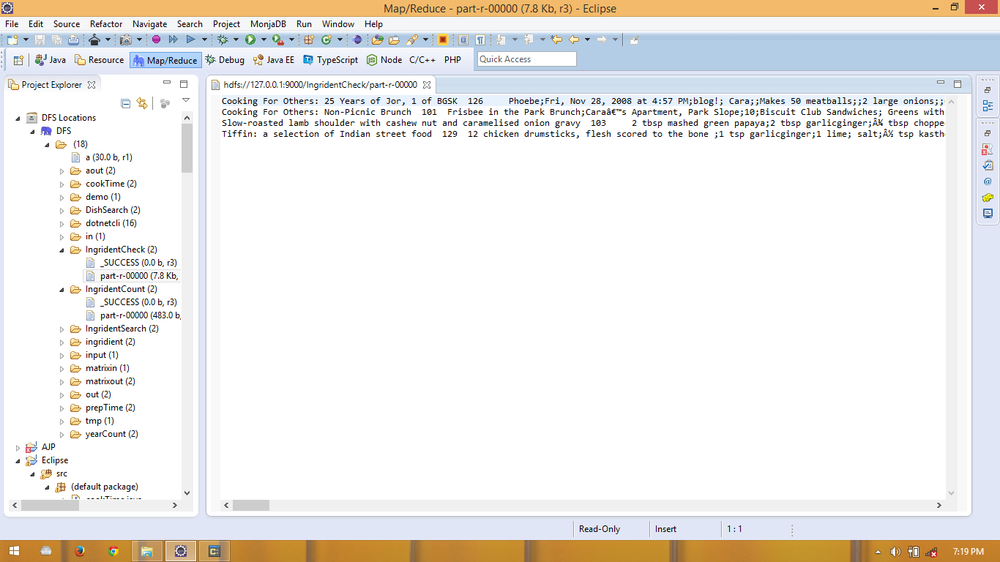 Map/Reduce - part-r-00000 (7.8 Kb, r3) - Eclipse
File Edit Source Refactor Navigate Search Project MonjaDB Run Window Help
Java Resource Map/Reduce Debug Java EE TypeScript Node C/C++ PHP Quick Access
Project Explorer
hdfs://127.0.0.1:9000/IngridentCheck/part-r-00000
Cooking For Others: 25 Years of Jor, 1 of BGSK 126 Phoebe;Fri, Nov 28, 2008 at 4:57 PM;blog!; Cara;;Makes 50 meatballs;;2 large onions;;
Cooking For Others: Non-Picnic Brunch 101 Frisbee in the Park Brunch;Caraâ€™s Apartment, Park Slope;10;Biscuit Club Sandwiches; Greens with
Slow-roasted lamb shoulder with cashew nut and caramelised onion gravy 103 2 tbsp mashed green papaya;2 tbsp garlicginger;Â¾ tbsp choppe
Tiffin: a selection of Indian street food 129 12 chicken drumsticks, flesh scored to the bone ;1 tsp garlicginger;1 lime; salt;Â½ tsp kasth
DFS Locations
DFS
(18)
a (30.0 b, r1)
aout (2)
cookTime (2)
demo (1)
DishSearch (2)
dotnetcli (16)
in (1)
IngridentCheck (2)
_SUCCESS (0.0 b, r3)
part-r-00000 (7.8 Kb,
IngridentCount (2)
_SUCCESS (0.0 b, r3)
part-r-00000 (483.0 b,
IngridentSearch (2)
ingridient (2)
input (1)
matrixin (1)
matrixout (2)
out (2)
prepTime (2)
tmp (1)
yearCount (2)
AJP
Eclipse
src
(default package)
cookTime.java
Read-Only Insert 1 : 1
7:19 PM